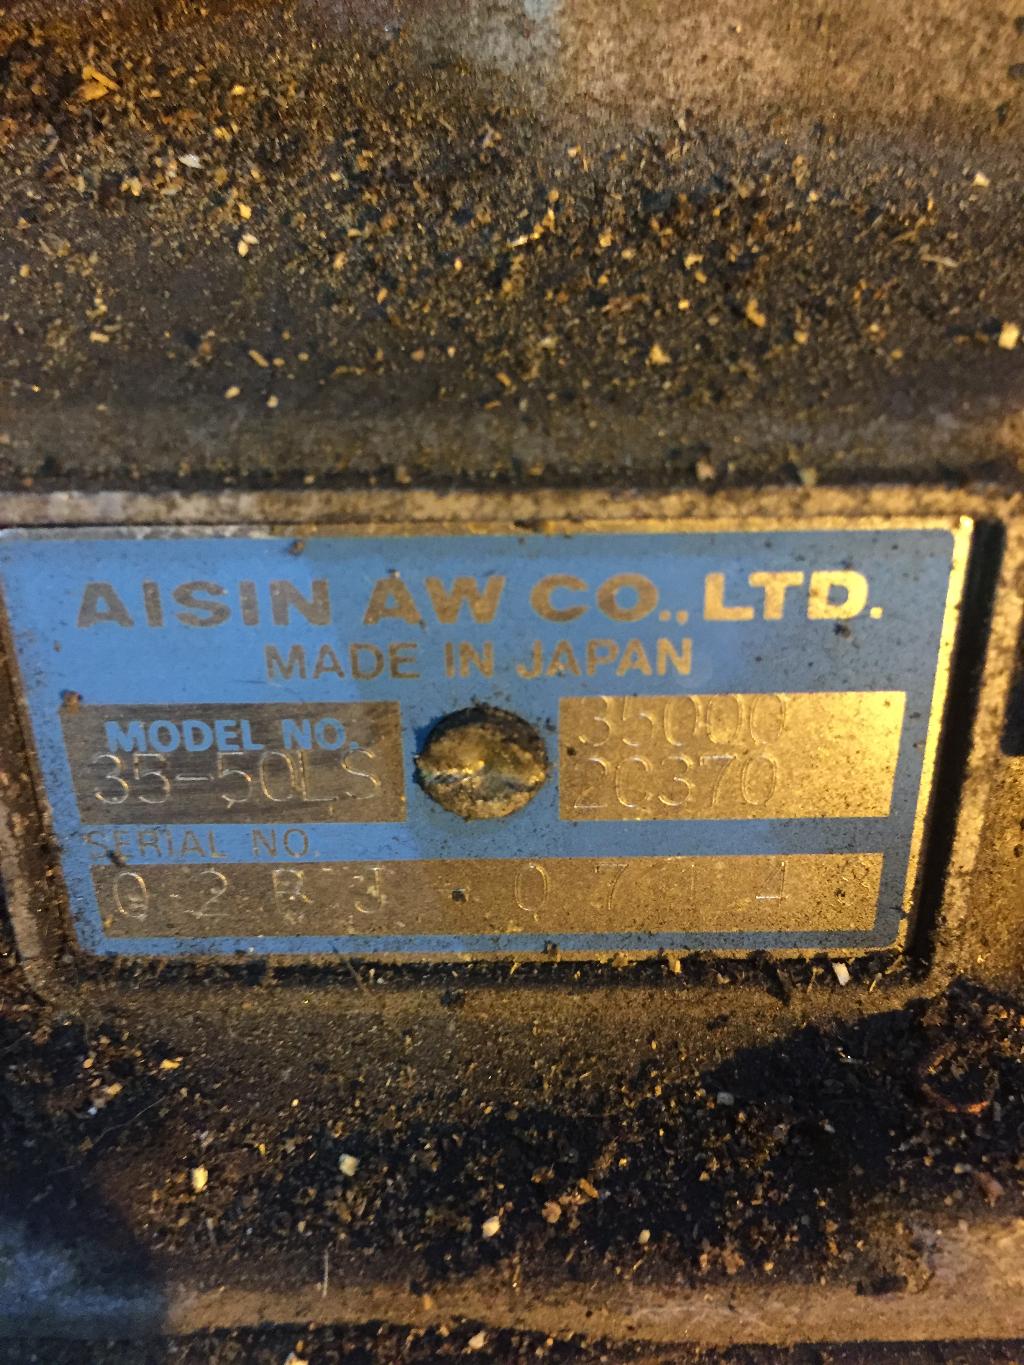 AISIN AW CO., LTD.
MADE IN JAPAN
MODEL NO.
35-50LS
35000
2C370
SERIAL NO.